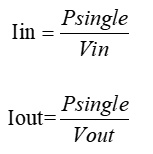 Iin = Psingle / Vin
Iout= Psingle / Vout